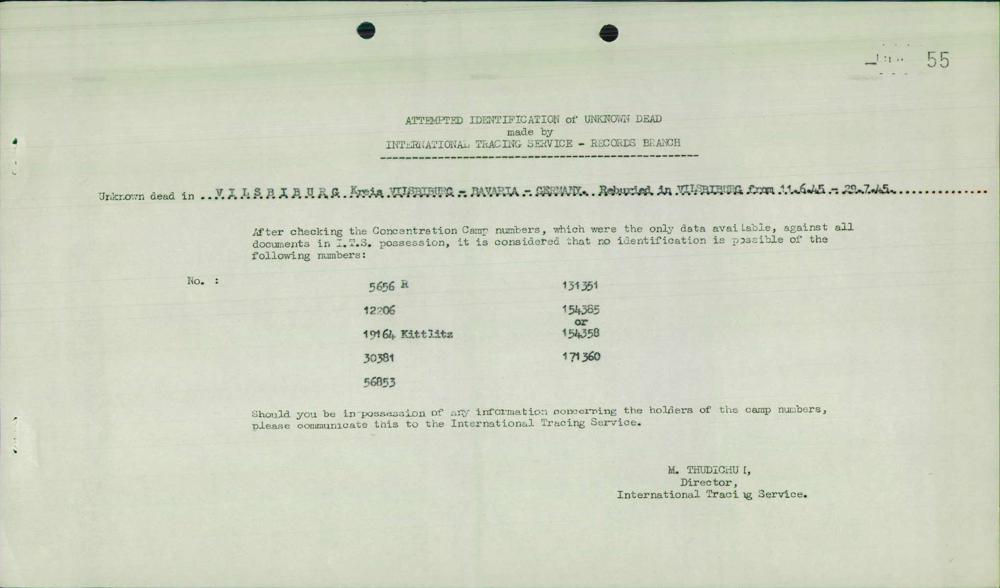 55
ATTEMPTED IDENTIFICATION of UNKNOWN DEAD
made by
INTERNATIONAL TRACING SERVICE - RECORDS BRANCH
Unknown dead in ..VILSBIBURG Kreis VILSBIBURG - BAVARIA - GERMANY. Reburied in VILSBIBURG from 11.6.45 - 29.7.45.
After checking the Concentration Camp numbers, which were the only data available, against all
documents in I.T.S. possession, it is considered that no identification is possible of the
following numbers:
No. :
5656 R 131351
12206 154385
or
19164 Kittlitz 154358
30381 171360
56853
Should you be in possession of any information concerning the holders of the camp numbers,
please communicate this to the International Tracing Service.
M. THUDICHUM,
Director,
International Tracing Service.